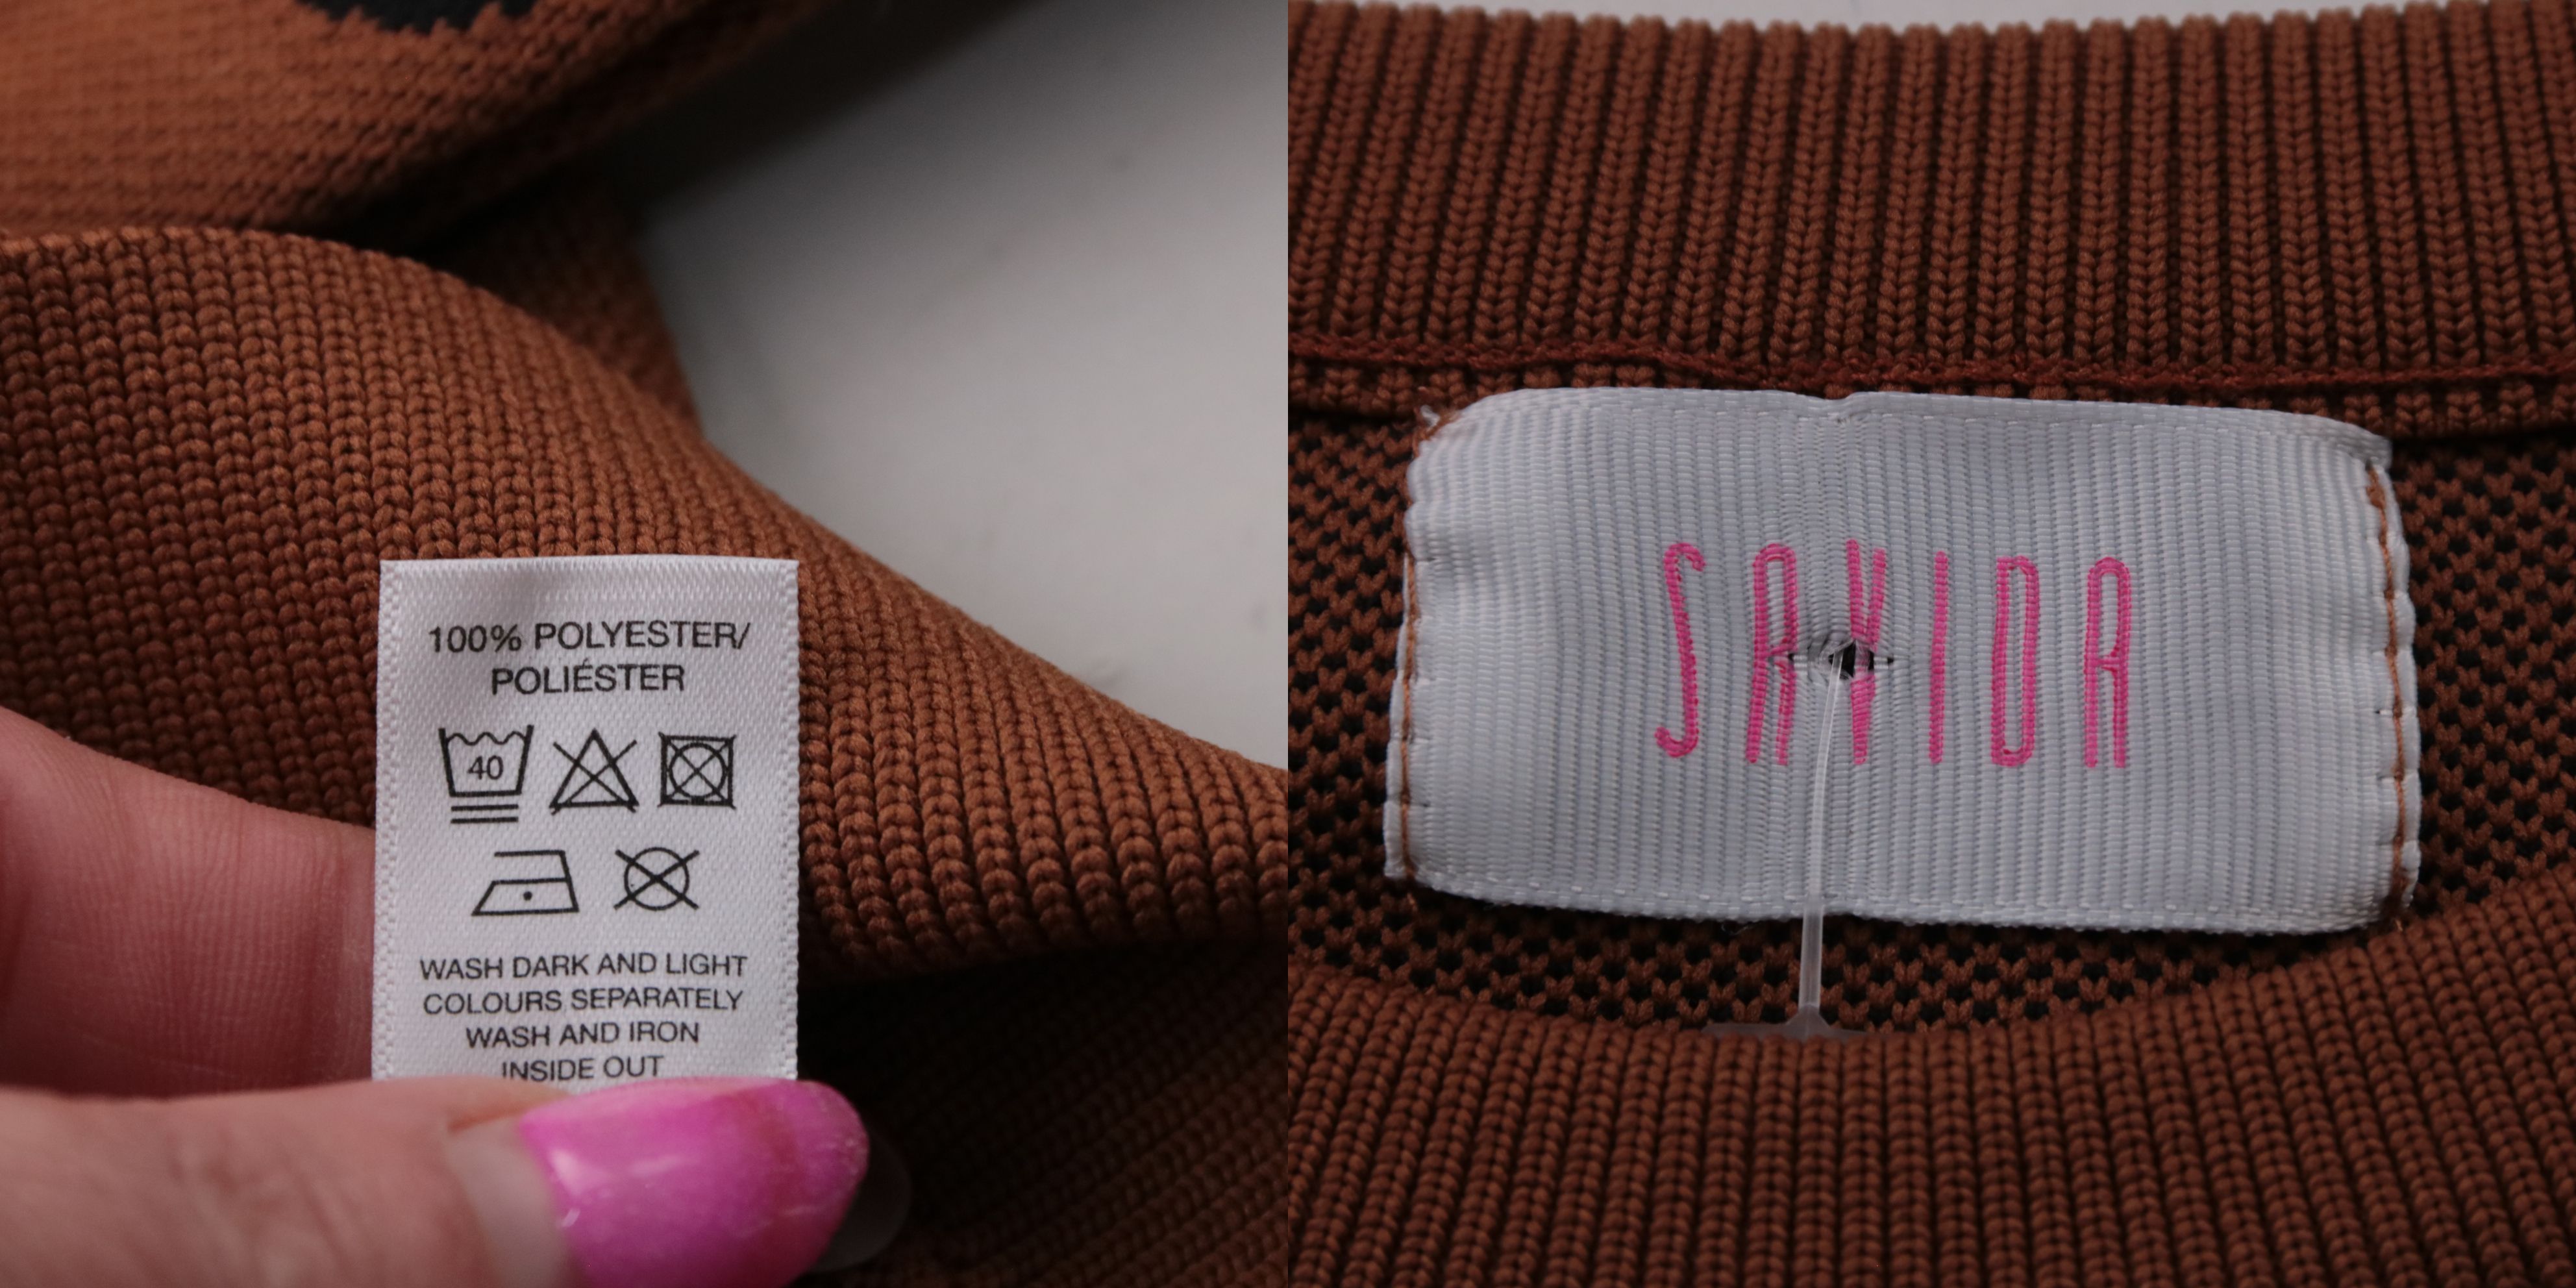 100% POLYESTER/
POLIÉSTER
40
WASH DARK AND LIGHT
COLOURS SEPARATELY
WASH AND IRON
INSIDE OUT
SAVIDA